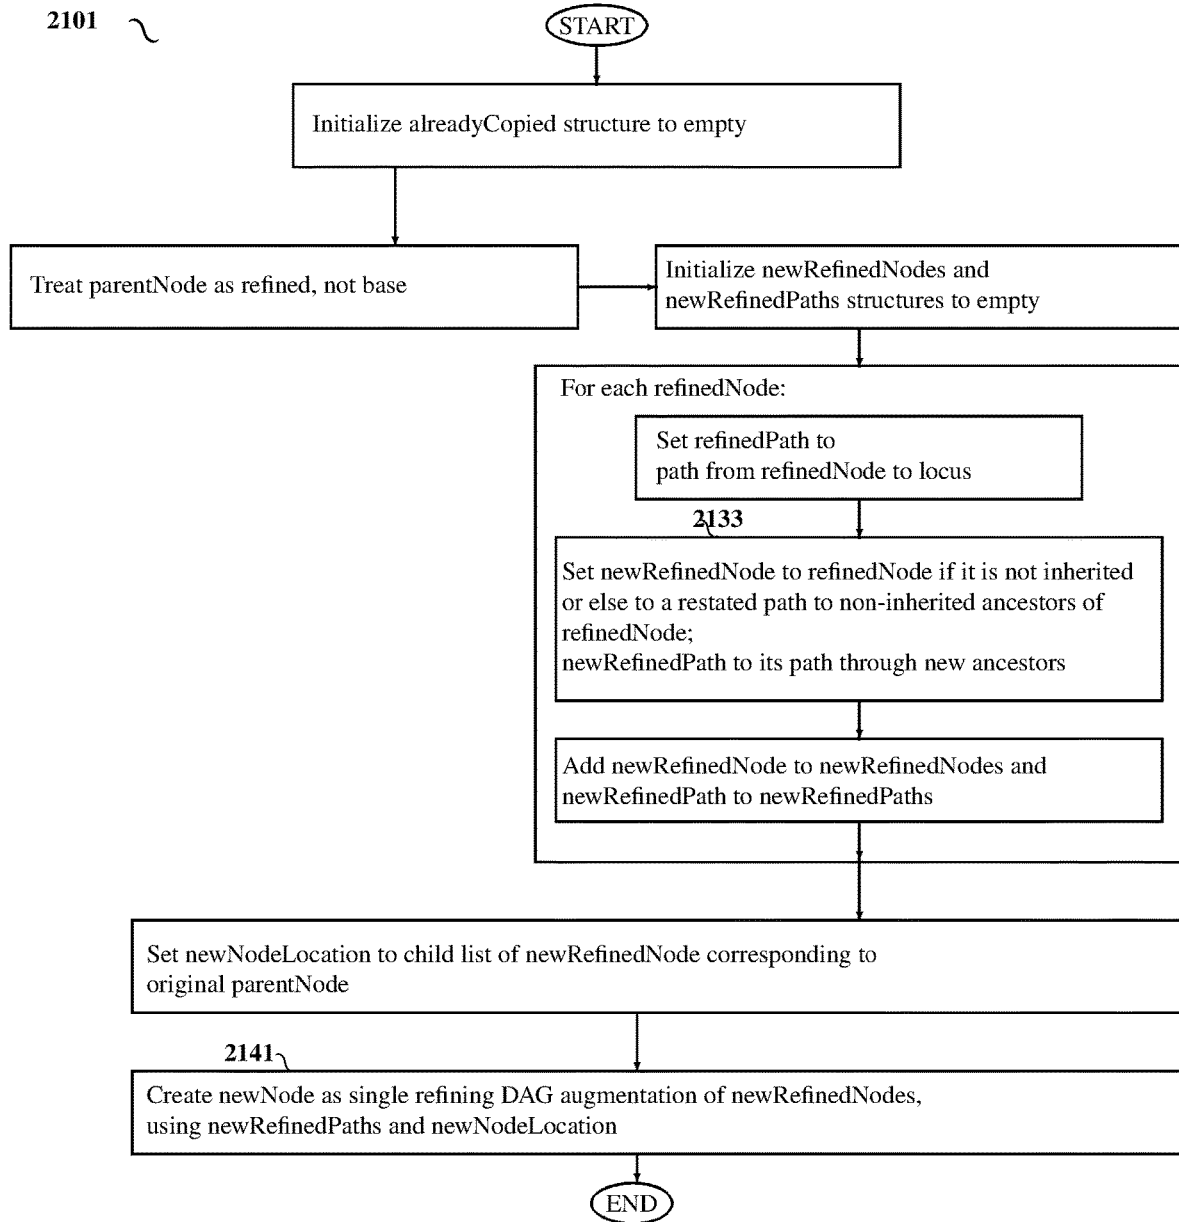 2101
START
Initialize alreadyCopied structure to empty
Treat parentNode as refined, not base
Initialize newRefinedNodes and
newRefinedPaths structures to empty
For each refinedNode:
Set refinedPath to
path from refinedNode to locus
2133
Set newRefinedNode to refinedNode if it is not inherited
or else to a restated path to non-inherited ancestors of
refinedNode;
newRefinedPath to its path through new ancestors
Add newRefinedNode to newRefinedNodes and
newRefinedPath to newRefinedPaths
Set newNodeLocation to child list of newRefinedNode corresponding to
original parentNode
2141
Create newNode as single refining DAG augmentation of newRefinedNodes,
using newRefinedPaths and newNodeLocation
END